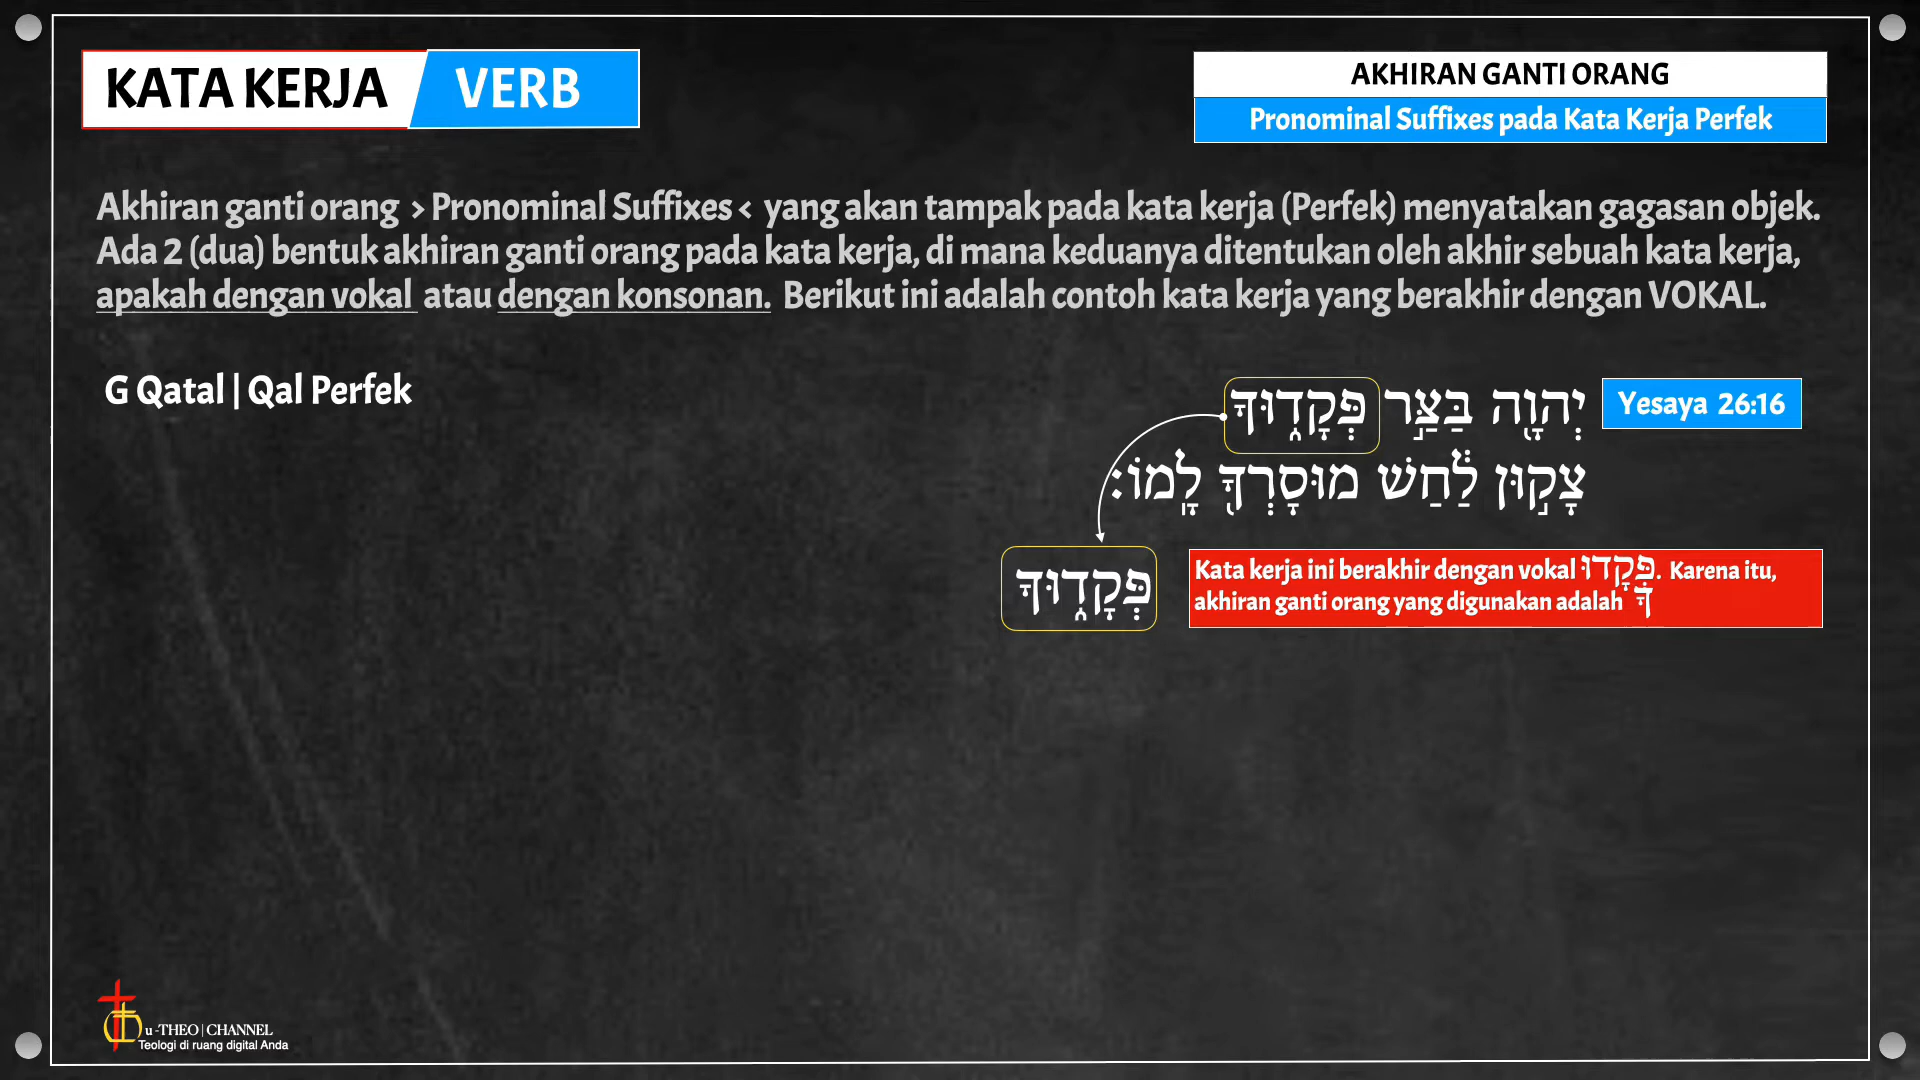 KATA KERJA VERB
AKHIRAN GANTI ORANG
Pronominal Suffixes pada Kata Kerja Perfek
Akhiran ganti orang > Pronominal Suffixes < yang akan tampak pada kata kerja (Perfek) menyatakan gagasan objek.
Ada 2 (dua) bentuk akhiran ganti orang pada kata kerja, di mana keduanya ditentukan oleh akhir sebuah kata kerja,
apakah dengan vokal atau dengan konsonan. Berikut ini adalah contoh kata kerja yang berakhir dengan VOKAL.
G Qatal | Qal Perfek
יְהוָ֖ה בַּצַּ֣ר פְּקָד֑וּךָ
Yesaya 26:16
צָק֣וּן לַ֔חַשׁ מוּסָרְךָ֖ לָֽמוֹ׃
פְּקָד֑וּךָ
Kata kerja ini berakhir dengan vokal פְּקָדוּ. Karena itu,
akhiran ganti orang yang digunakan adalah ךָ
u -THEO | CHANNEL
Teologi di ruang digital Anda